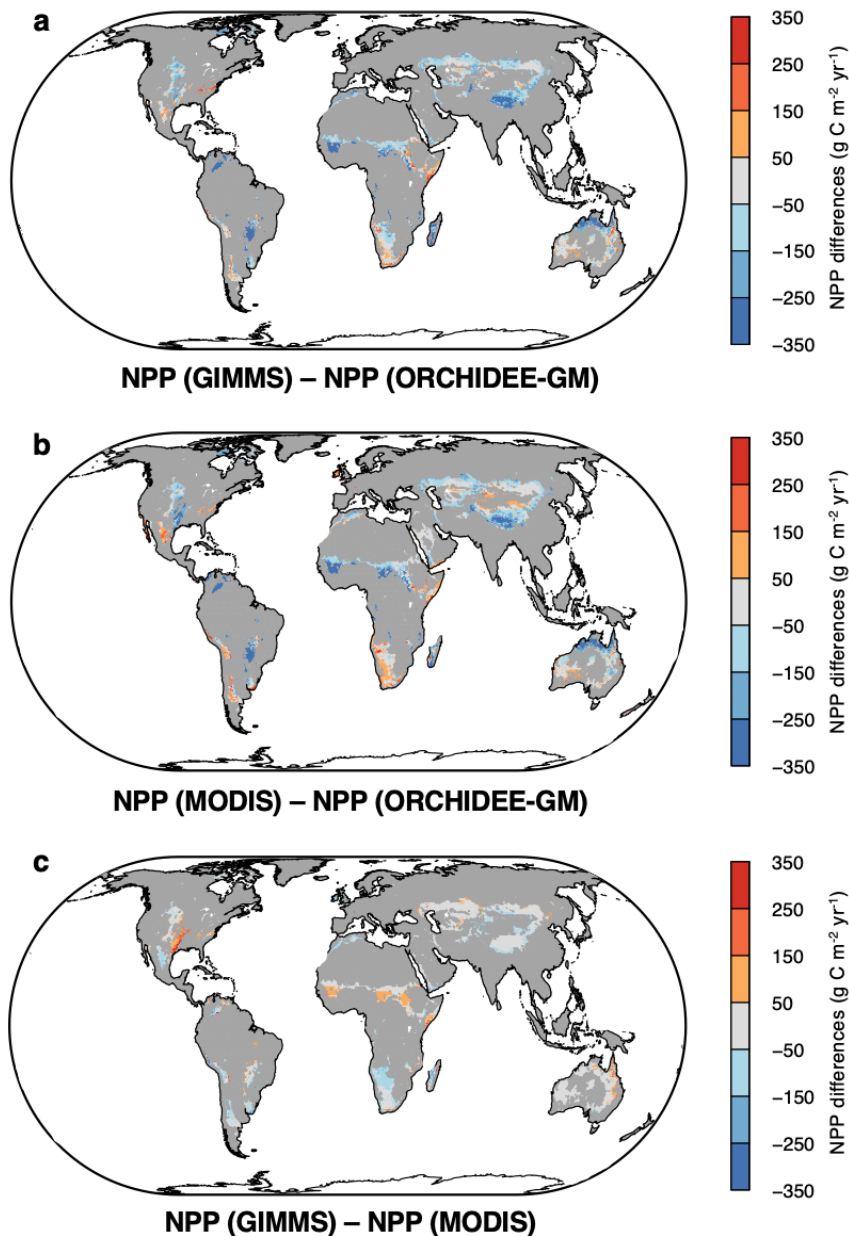 a
350
250
150
50
−50
−150
−250
−350
NPP differences (g C m⁻² yr⁻¹)
NPP (GIMMS) – NPP (ORCHIDEE-GM)
b
350
250
150
50
−50
−150
−250
−350
NPP differences (g C m⁻² yr⁻¹)
NPP (MODIS) – NPP (ORCHIDEE-GM)
c
350
250
150
50
−50
−150
−250
−350
NPP differences (g C m⁻² yr⁻¹)
NPP (GIMMS) – NPP (MODIS)